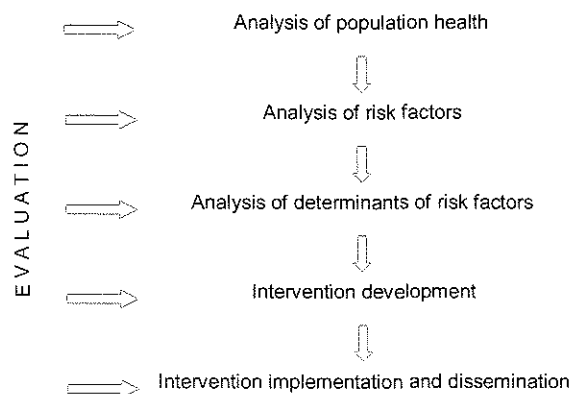 EVALUATION
Analysis of population health
Analysis of risk factors
Analysis of determinants of risk factors
Intervention development
Intervention implementation and dissemination